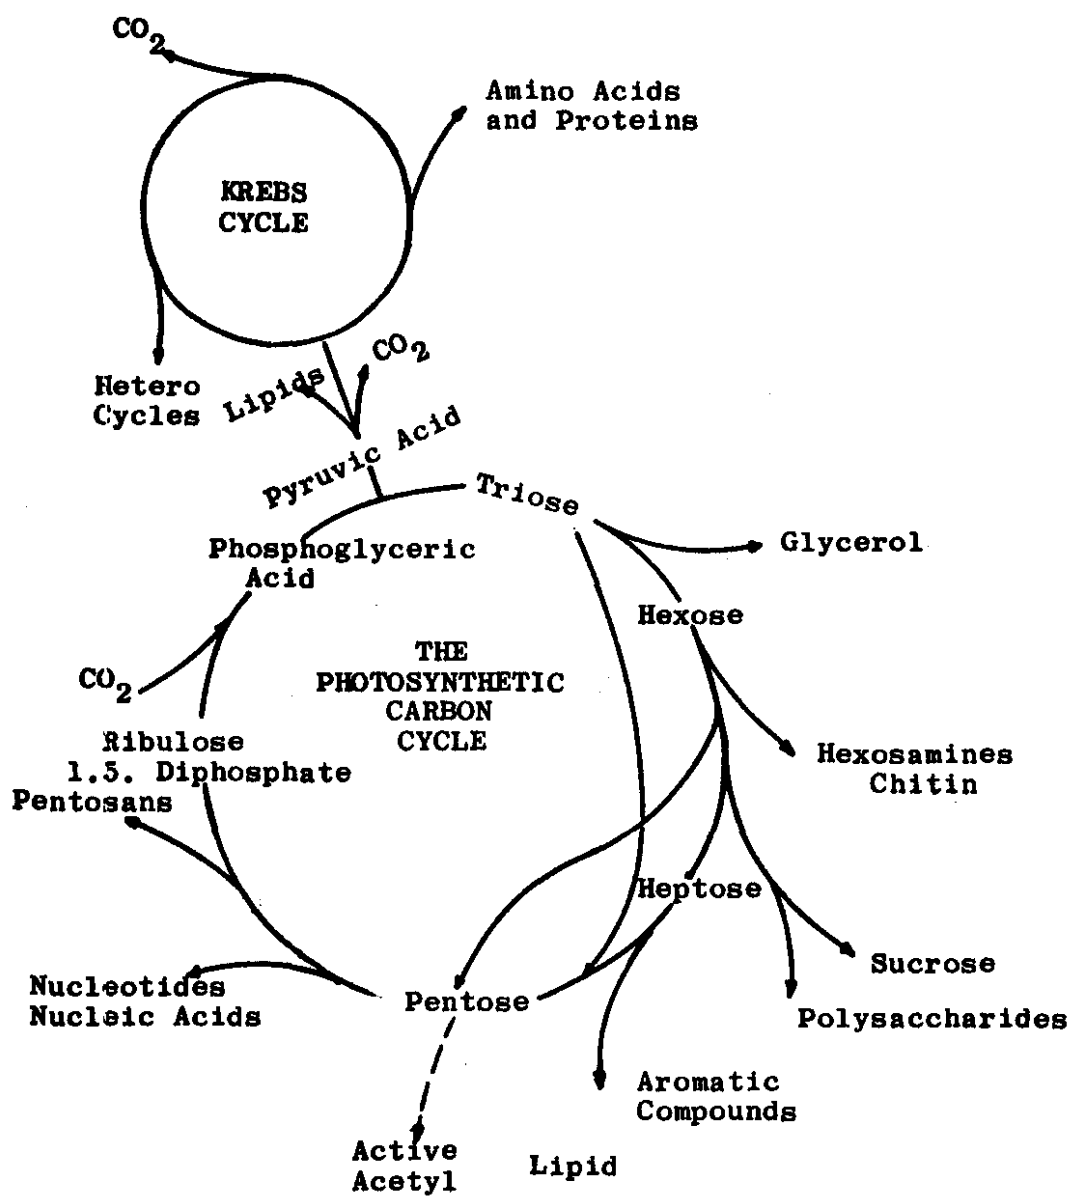 CO2
Amino Acids
and Proteins
KREBS
CYCLE
CO2
Hetero
Cycles
Lipids
Pyruvic Acid
Triose
Glycerol
Phosphoglyceric
Acid
Hexose
CO2
THE
PHOTOSYNTHETIC
CARBON
CYCLE
Ribulose
1.5. Diphosphate
Pentosans
Hexosamines
Chitin
Heptose
Sucrose
Polysaccharides
Nucleotides
Nucleic Acids
Pentose
Aromatic
Compounds
Active
Acetyl
Lipid